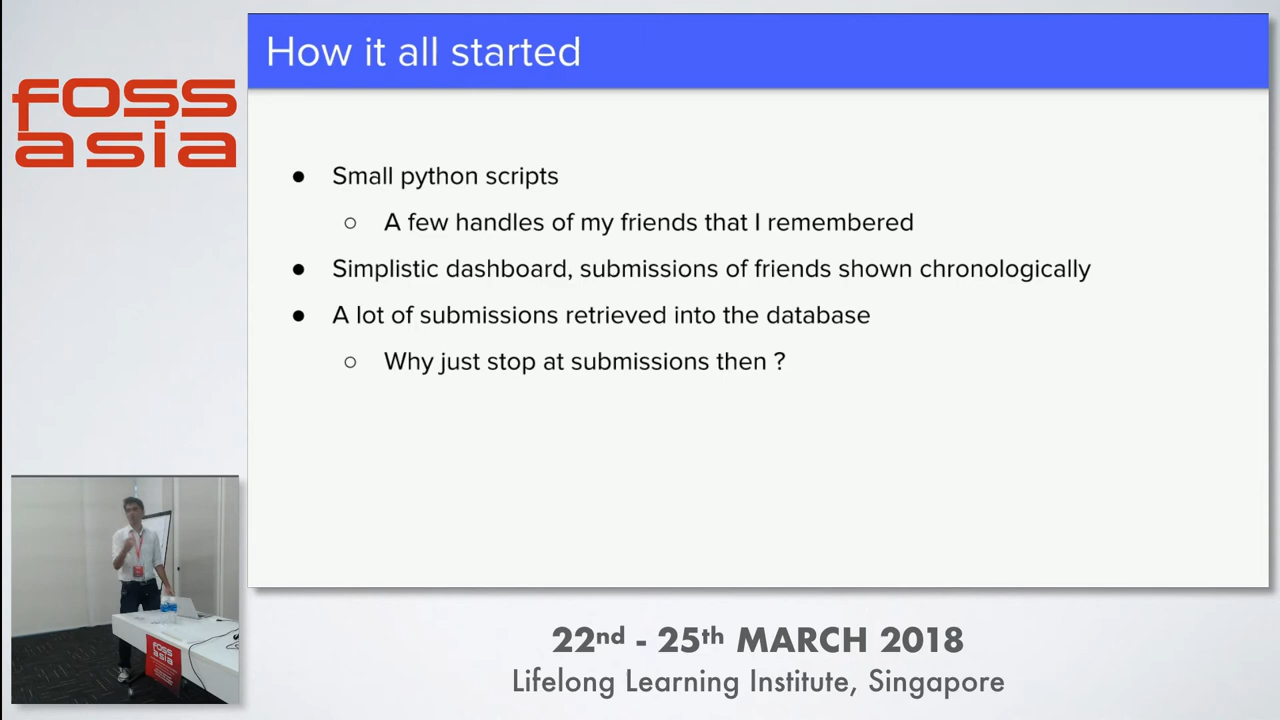 How it all started
foss
asia
● Small python scripts
○ A few handles of my friends that I remembered
● Simplistic dashboard, submissions of friends shown chronologically
● A lot of submissions retrieved into the database
○ Why just stop at submissions then ?
foss
asia
22nd - 25th MARCH 2018
Lifelong Learning Institute, Singapore